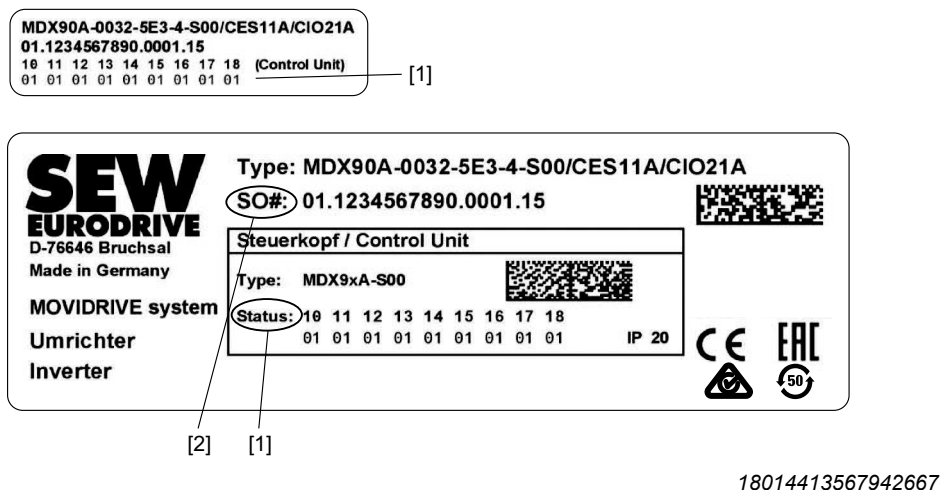 MDX90A-0032-5E3-4-S00/CES11A/CIO21A
01.1234567890.0001.15
10 11 12 13 14 15 16 17 18 (Control Unit)
01 01 01 01 01 01 01 01 01
[1]
SEW
EURODRIVE
D-76646 Bruchsal
Made in Germany
MOVIDRIVE system
Umrichter
Inverter
Type: MDX90A-0032-5E3-4-S00/CES11A/CIO21A
SO#: 01.1234567890.0001.15
Steuerkopf / Control Unit
Type: MDX9xA-S00
Status: 10 11 12 13 14 15 16 17 18
01 01 01 01 01 01 01 01 01 IP 20
CE EAC
50
[2] [1]
18014413567942667